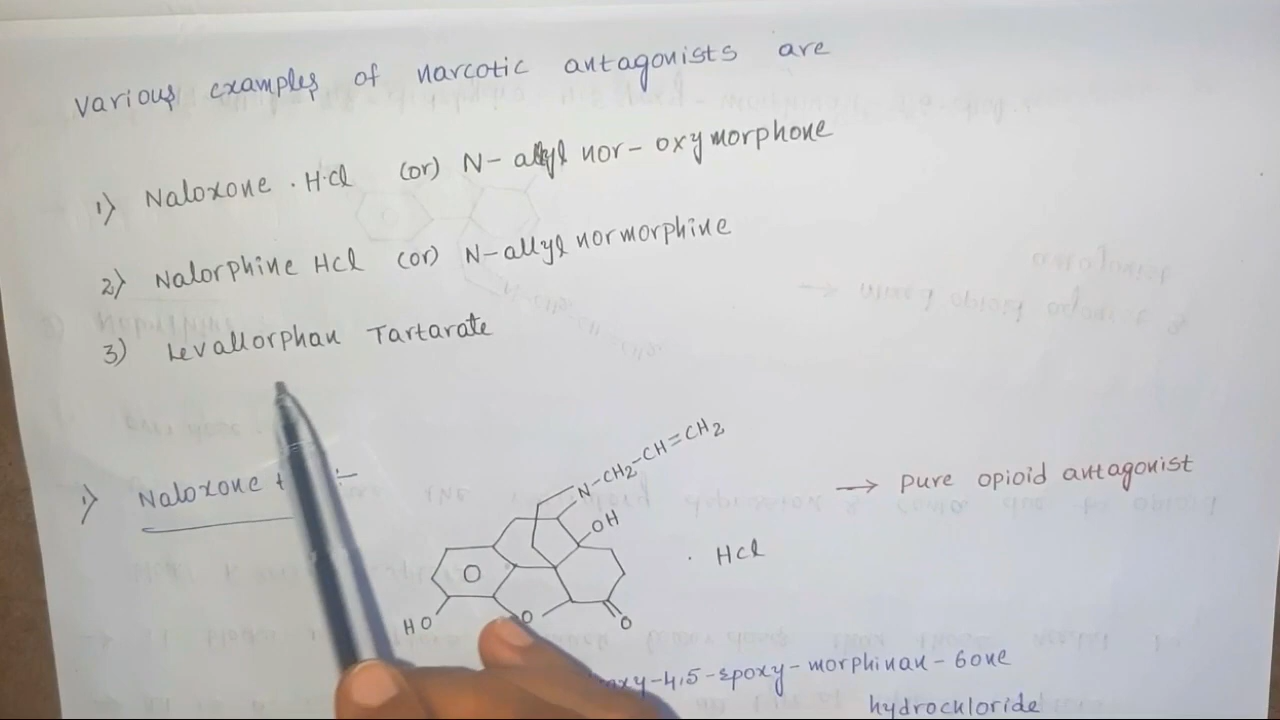 various examples of narcotic antagonists are
1) Naloxone . H.Cl (or) N- allyl nor- oxymorphone
2) Nalorphine HCl (or) N-allyl normorphine
3) Levallorphan Tartarate
1) Naloxone :-
N-CH2-CH=CH2
→ pure opioid antagonist
OH
. HCl
O
HO
O
O
-4,5-Epoxy-morphinan-6one
hydrochloride